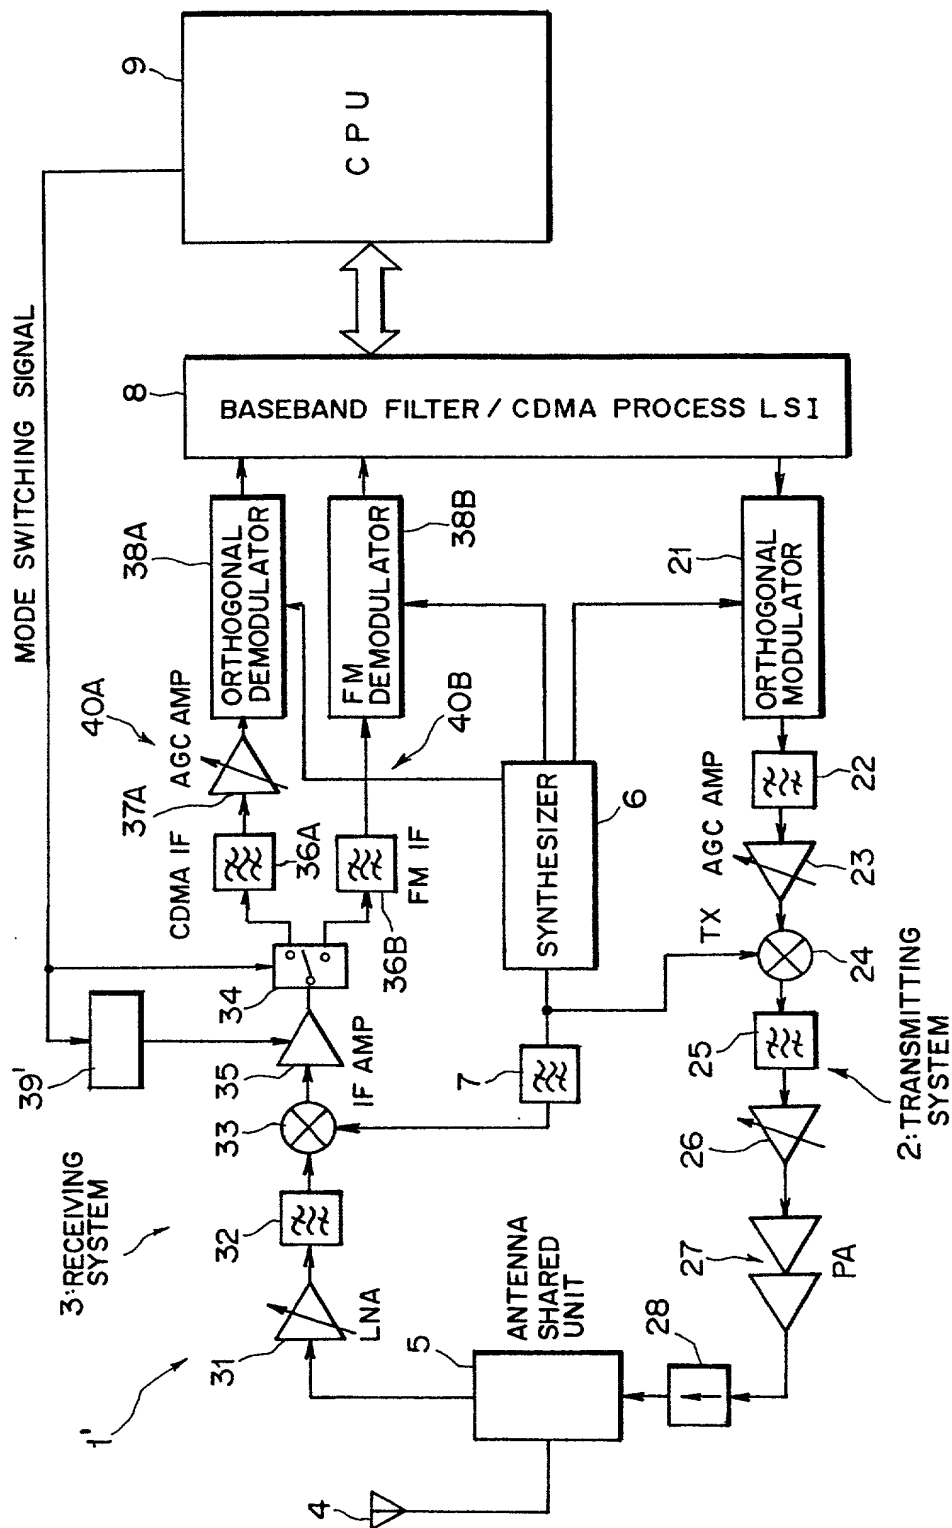 MODE SWITCHING SIGNAL
9
CPU
8
BASEBAND FILTER / CDMA PROCESS LSI
38A
ORTHOGONAL
DEMODULATOR
38B
FM
DEMODULATOR
21
ORTHOGONAL
MODULATOR
40A
40B
AGC AMP
37A
CDMA IF
36A
FM IF
36B
34
39'
35
IF AMP
33
32
3:RECEIVING
SYSTEM
31
LNA
1'
SYNTHESIZER
6
7
22
TX AGC AMP
23
24
25
2:TRANSMITTING
SYSTEM
26
27
PA
28
ANTENNA
SHARED
UNIT
5
4